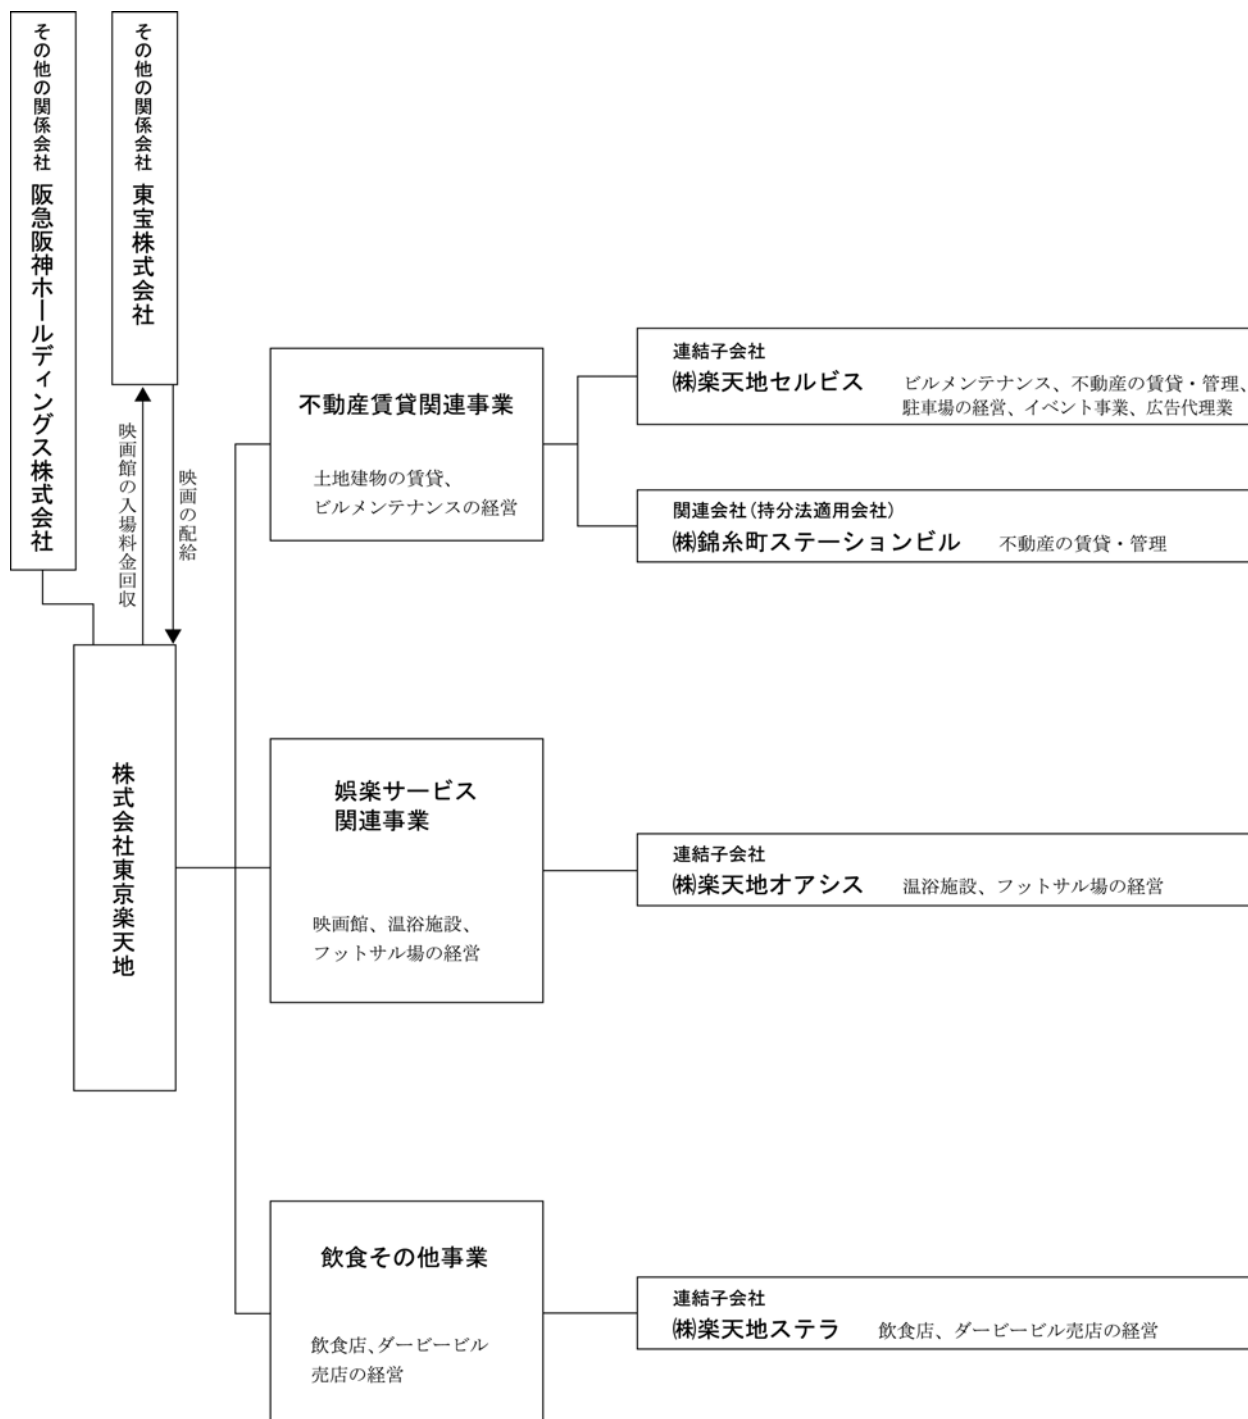 その他の関係会社 阪急阪神ホールディングス株式会社
その他の関係会社 東宝株式会社
映画館の入場料金回収
映画の配給
株式会社東京楽天地
不動産賃貸関連事業
土地建物の賃貸、
ビルメンテナンスの経営
連結子会社
㈱楽天地セルビス ビルメンテナンス、不動産の賃貸・管理、
駐車場の経営、イベント事業、広告代理業
関連会社(持分法適用会社)
㈱錦糸町ステーションビル 不動産の賃貸・管理
娯楽サービス
関連事業
映画館、温浴施設、
フットサル場の経営
連結子会社
㈱楽天地オアシス 温浴施設、フットサル場の経営
飲食その他事業
飲食店、ダービービル
売店の経営
連結子会社
㈱楽天地ステラ 飲食店、ダービービル売店の経営